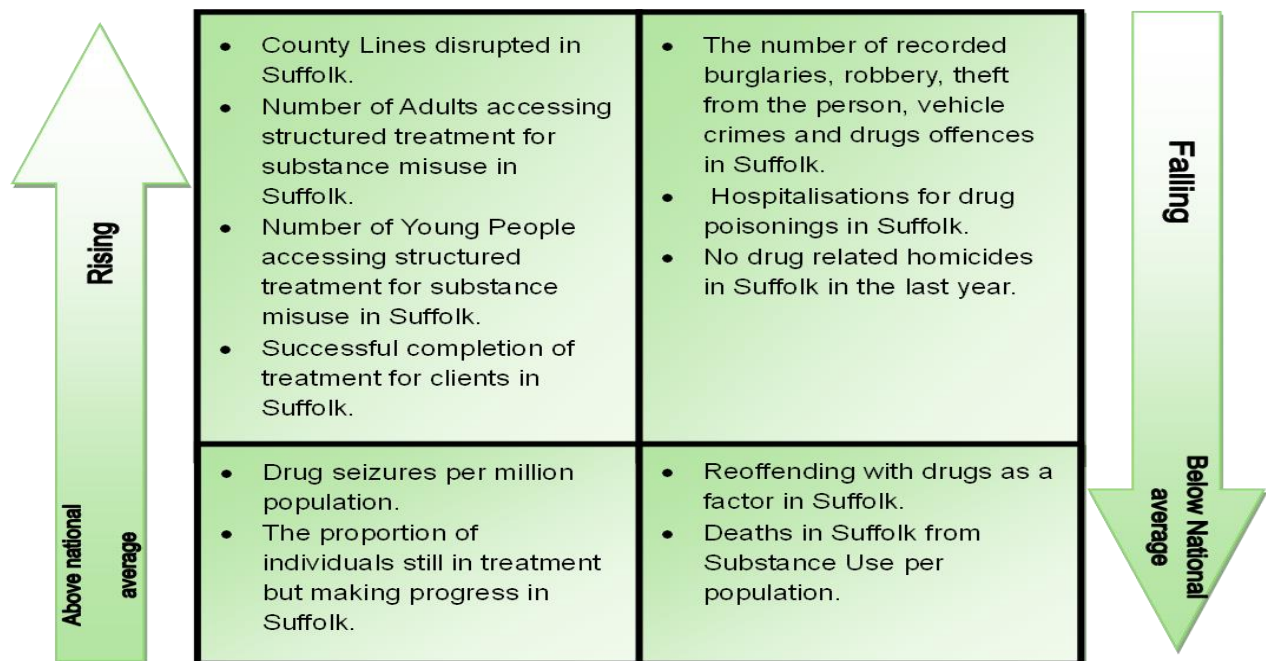 Rising
Above national
average
• County Lines disrupted in
Suffolk.
• Number of Adults accessing
structured treatment for
substance misuse in
Suffolk.
• Number of Young People
accessing structured
treatment for substance
misuse in Suffolk.
• Successful completion of
treatment for clients in
Suffolk.
• The number of recorded
burglaries, robbery, theft
from the person, vehicle
crimes and drugs offences
in Suffolk.
• Hospitalisations for drug
poisonings in Suffolk.
• No drug related homicides
in Suffolk in the last year.
• Drug seizures per million
population.
• The proportion of
individuals still in treatment
but making progress in
Suffolk.
• Reoffending with drugs as a
factor in Suffolk.
• Deaths in Suffolk from
Substance Use per
population.
Falling
Below National
average